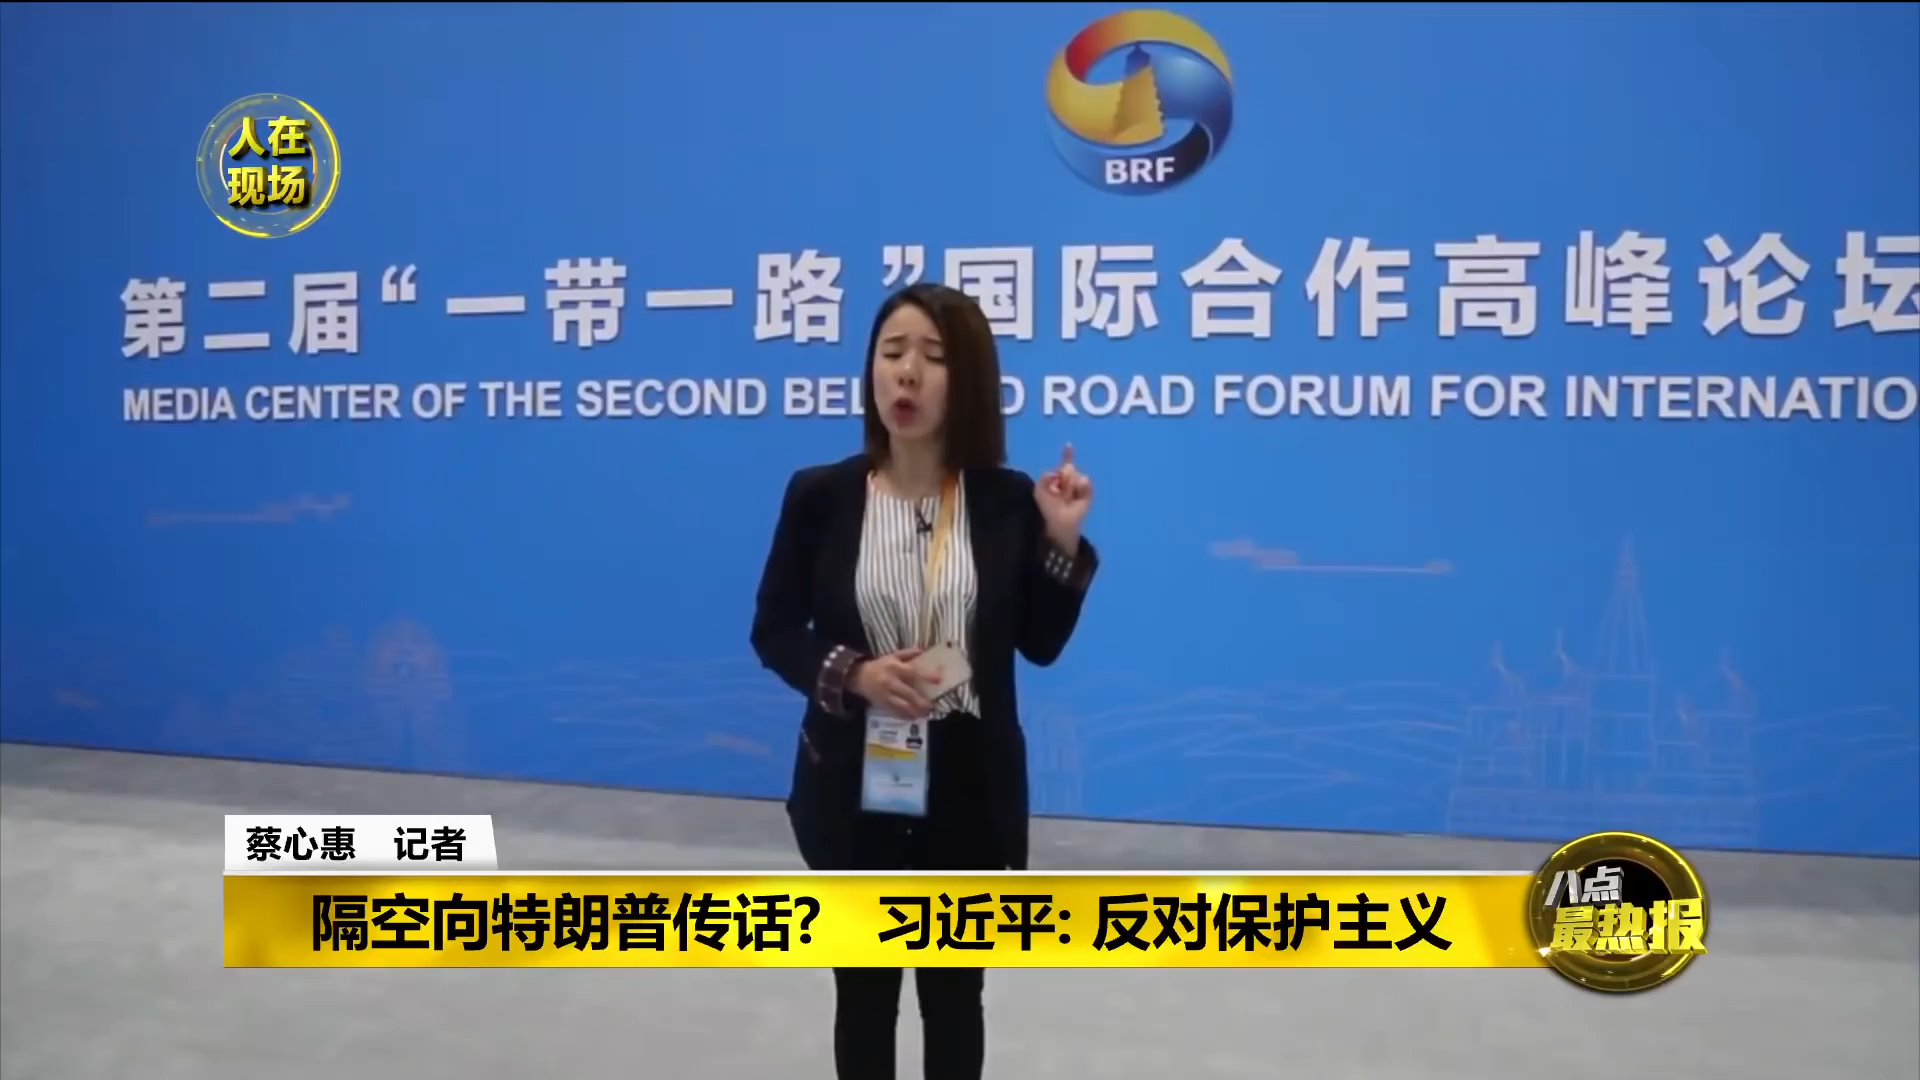 人在
现场
BRF
第二届“一带一路”国际合作高峰论坛
MEDIA CENTER OF THE SECOND BEL D ROAD FORUM FOR INTERNATIO
蔡心惠 记者
隔空向特朗普传话? 习近平: 反对保护主义
八点
最热报